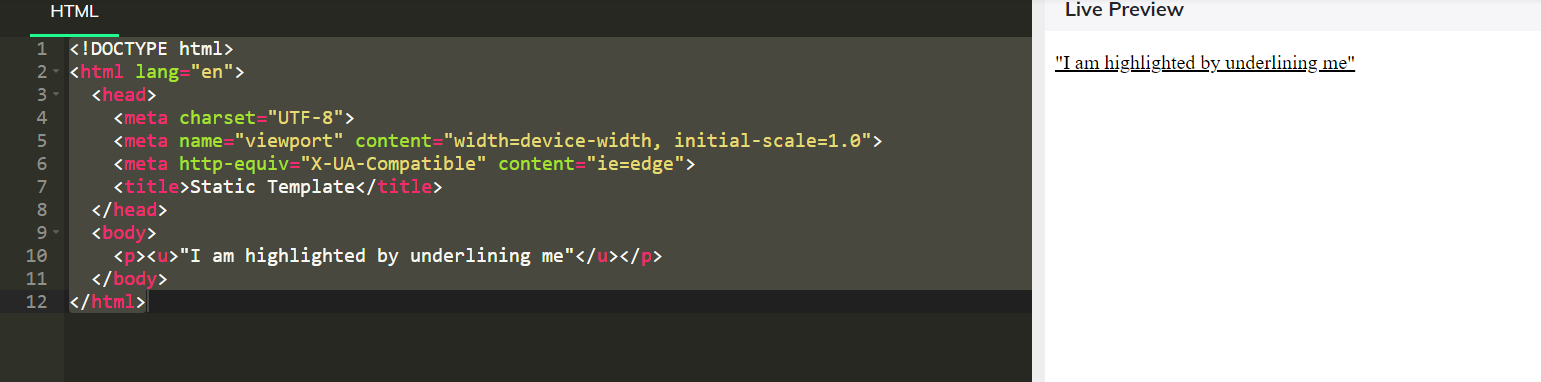 HTML
Live Preview
1 <!DOCTYPE html>
2 <html lang="en">
3 <head>
4 <meta charset="UTF-8">
5 <meta name="viewport" content="width=device-width, initial-scale=1.0">
6 <meta http-equiv="X-UA-Compatible" content="ie=edge">
7 <title>Static Template</title>
8 </head>
9 <body>
10 <p><u>"I am highlighted by underlining me"</u></p>
11 </body>
12 </html>
"I am highlighted by underlining me"